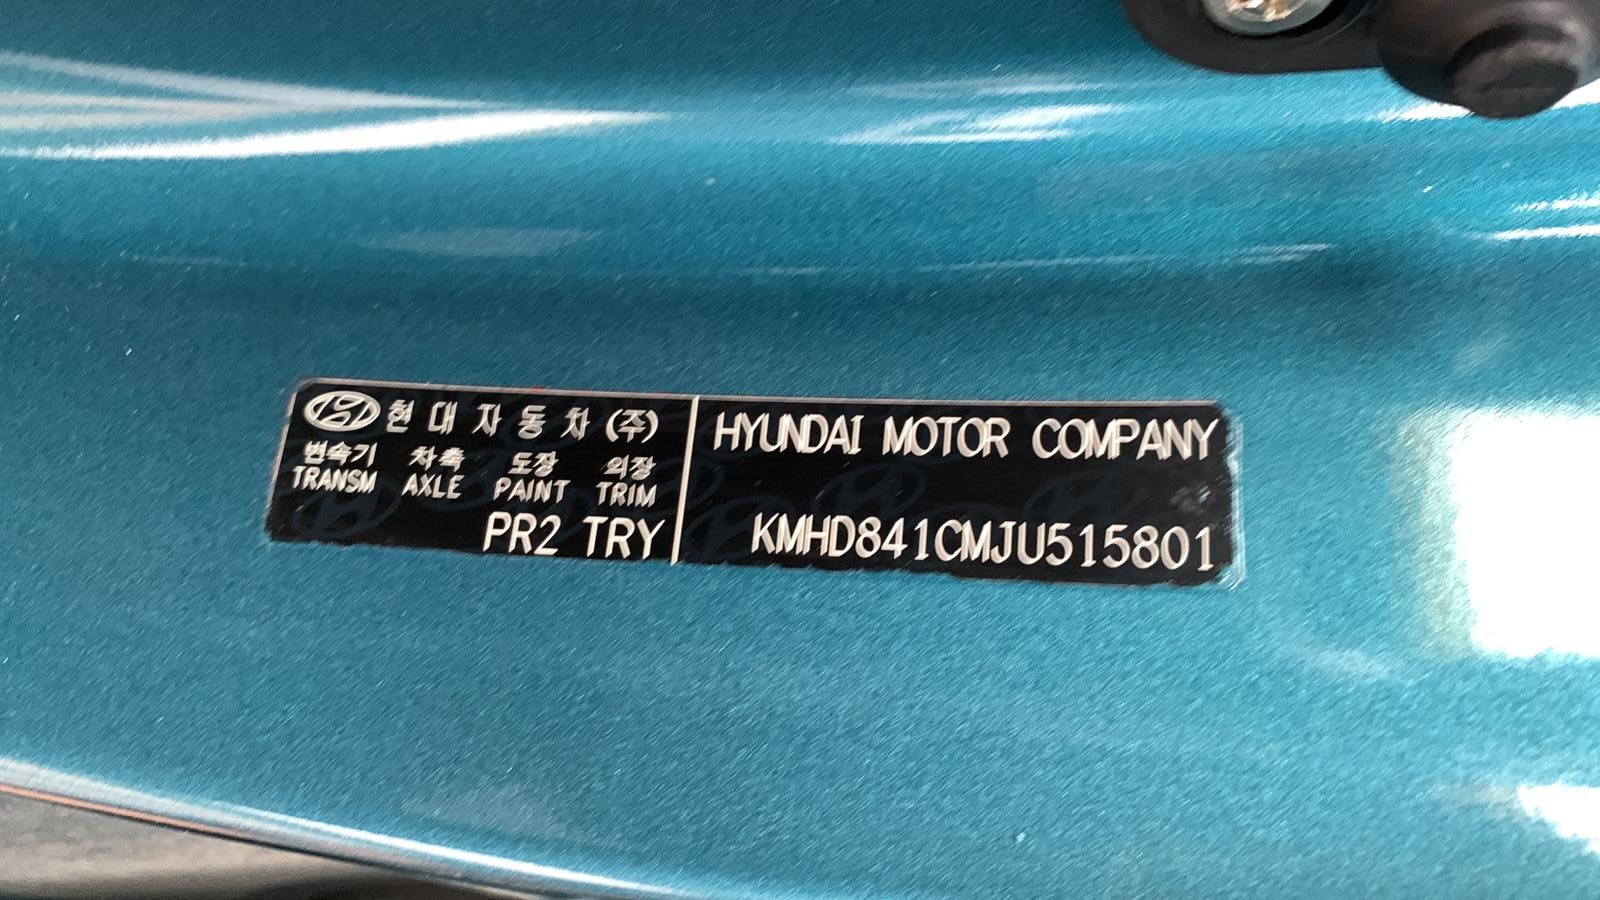 현대자동차(주)
변속기 차축 도장 의장
TRANSM AXLE PAINT TRIM
PR2 TRY
HYUNDAI MOTOR COMPANY
KMHD841CMJU515801